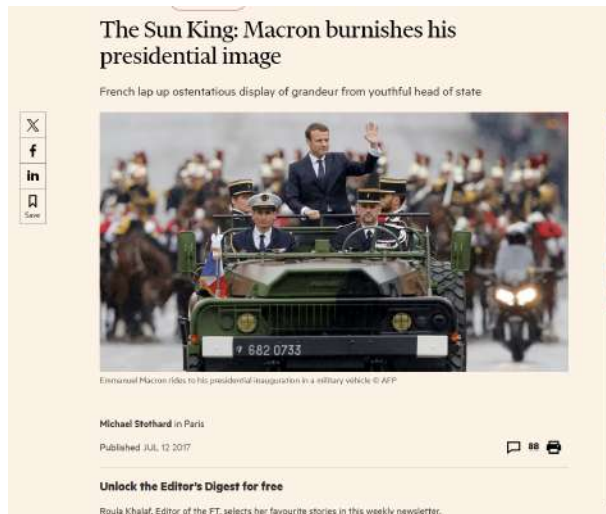 The Sun King: Macron burnishes his
presidential image
French lap up ostentatious display of grandeur from youthful head of state
X
f
in
Save
682 0733
Emmanuel Macron rides to his presidential inauguration in a military vehicle © AFP
Michael Stothard in Paris
Published JUL 12 2017
88
Unlock the Editor's Digest for free
Roula Khalaf, Editor of the FT, selects her favourite stories in this weekly newsletter.